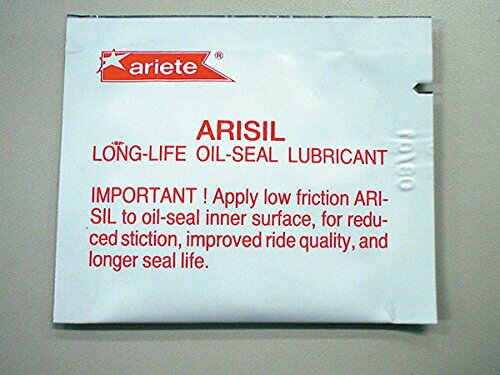 ariete®
ARISIL
LONG-LIFE OIL-SEAL LUBRICANT
IMPORTANT ! Apply low friction ARI-
SIL to oil-seal inner surface, for redu-
ced stiction, improved ride quality, and
longer seal life.